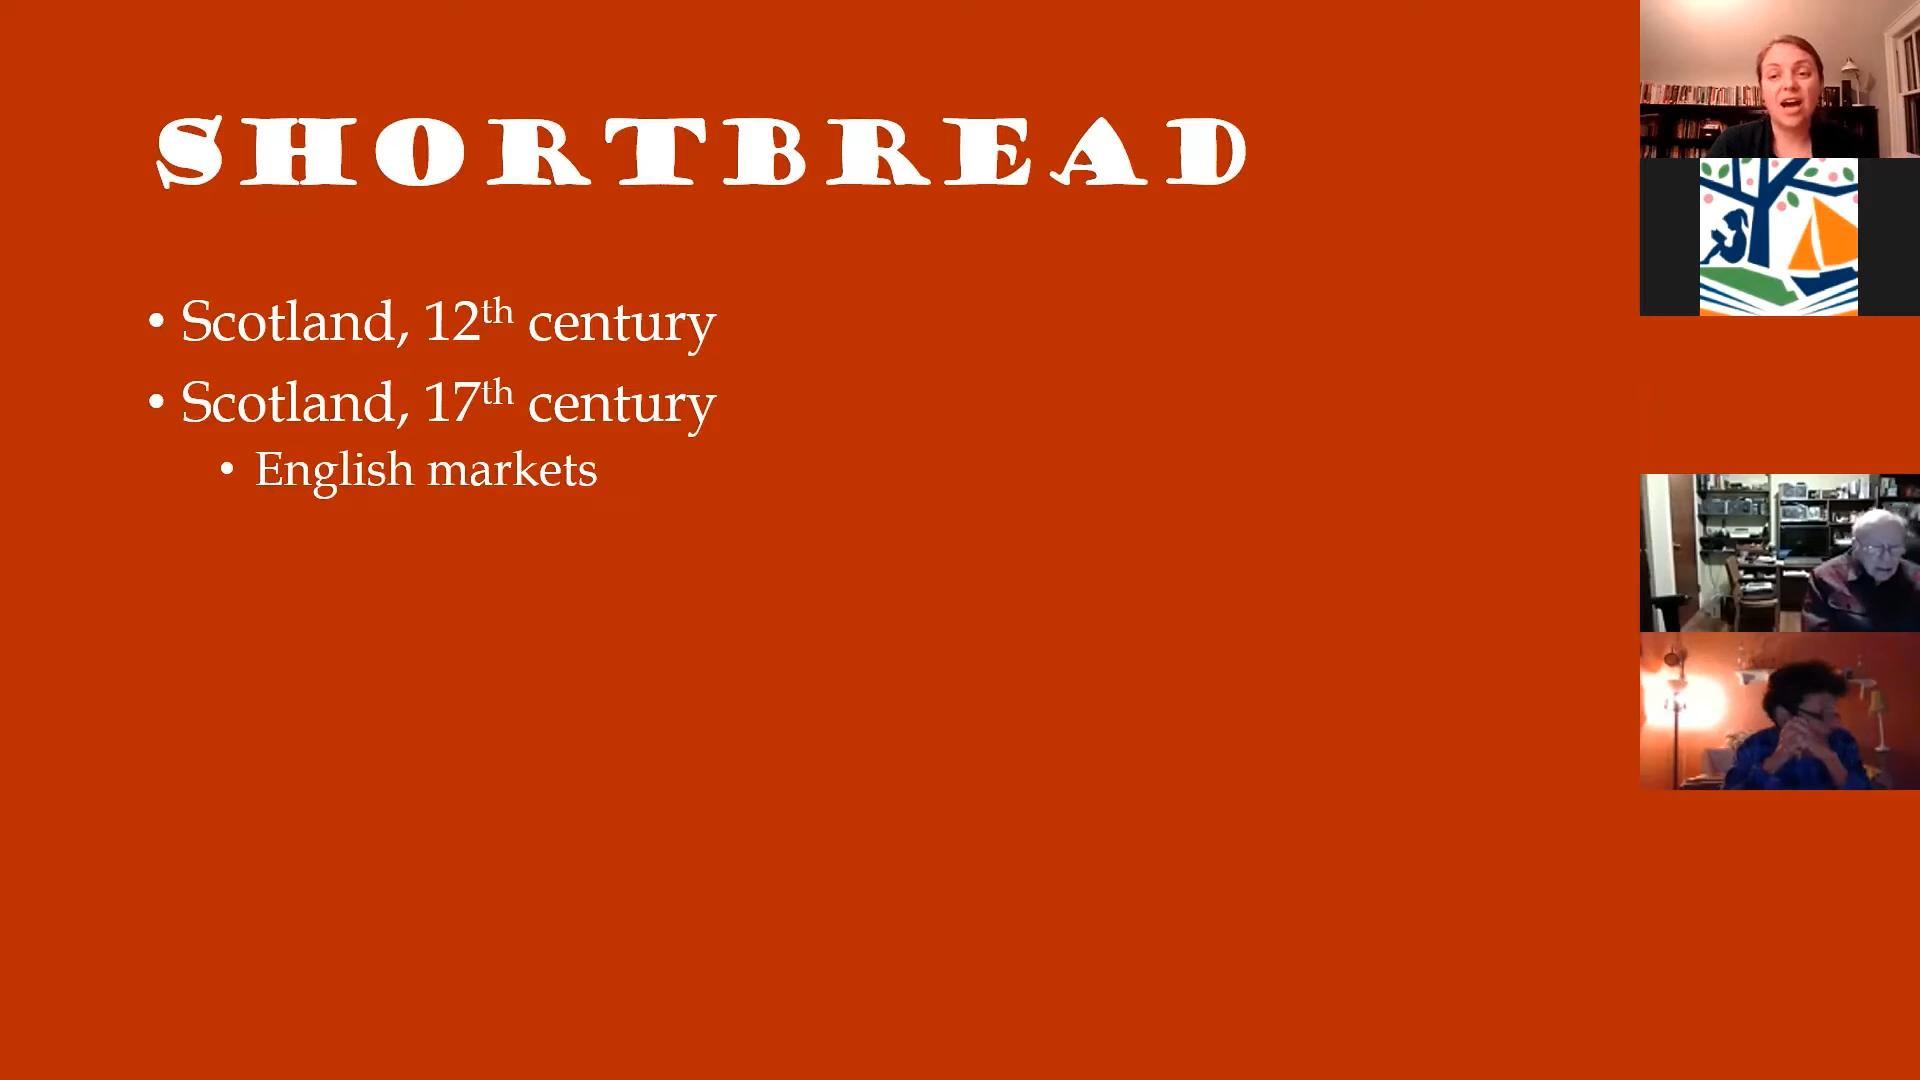 SHORTBREAD
• Scotland, 12th century
• Scotland, 17th century
• English markets